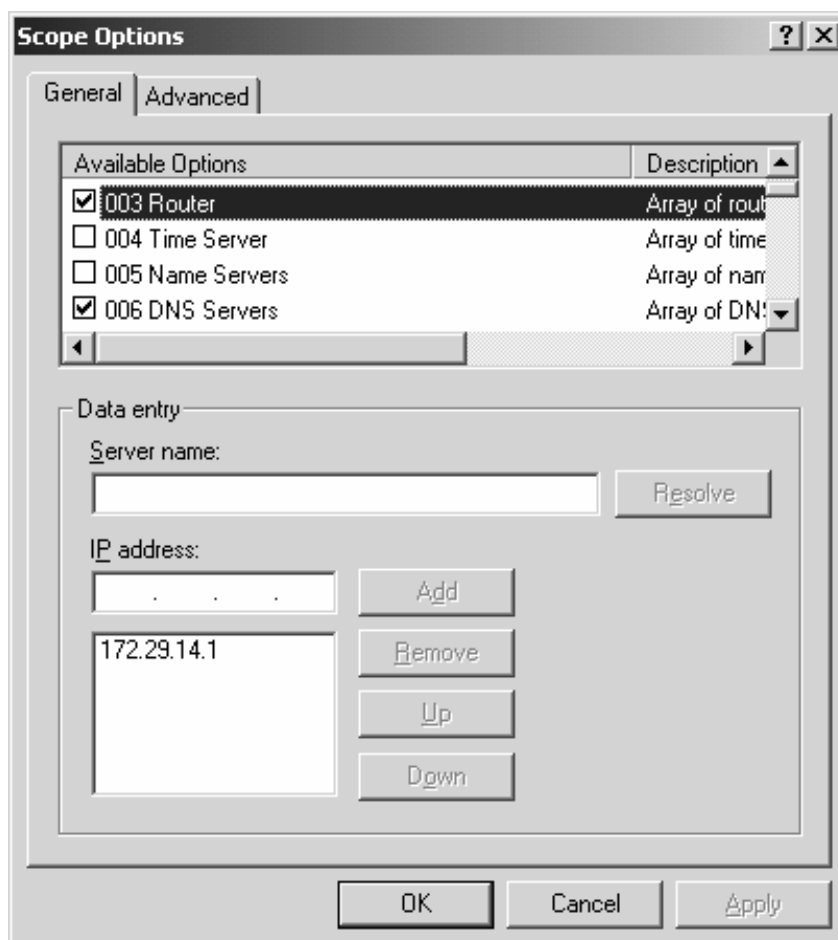 Scope Options
General Advanced
Available Options Description
003 Router Array of rout
004 Time Server Array of time
005 Name Servers Array of nam
006 DNS Servers Array of DNS
Data entry
Server name:
Resolve
IP address:
. . .
Add
172.29.14.1
Remove
Up
Down
OK Cancel Apply